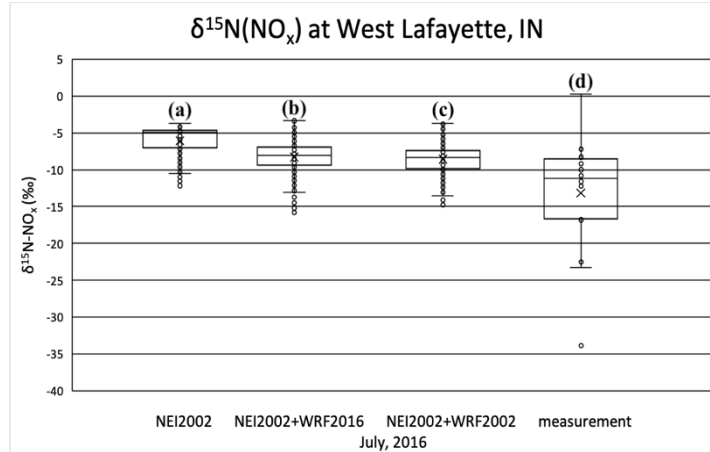 δ¹⁵N(NOₓ) at West Lafayette, IN
5
0
-5
-10
-15
-20
-25
-30
-35
-40
δ¹⁵N-NOₓ (‰)
(a)
(b)
(c)
(d)
NEI2002 NEI2002+WRF2016 NEI2002+WRF2002 measurement
July, 2016